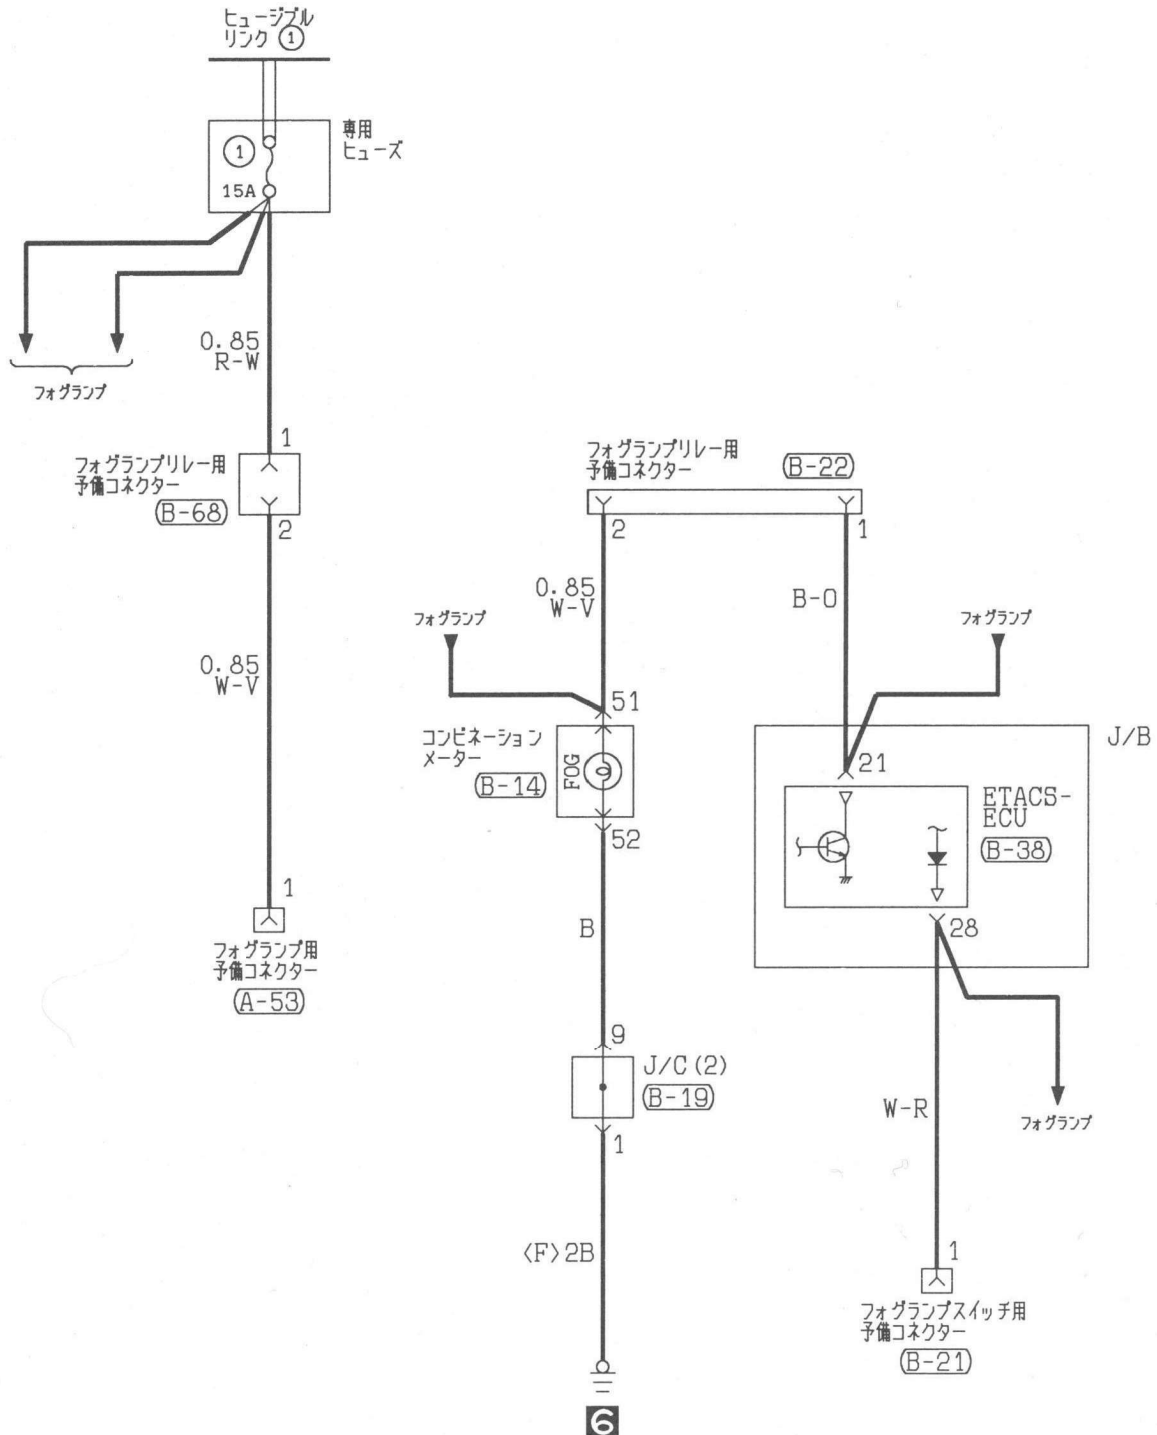 ヒュージブル
リンク ①
専用
ヒューズ
①
15A
0.85
R-W
フォグランプ
1
フォグランプリレー用
予備コネクター
B-68
2
0.85
W-V
1
フォグランプ用
予備コネクター
A-53
フォグランプリレー用
予備コネクター
B-22
2
1
0.85
W-V
B-O
フォグランプ
フォグランプ
51
コンビネーション
メーター
B-14
FOG
52
J/B
21
ETACS-
ECU
B-38
28
B
9
J/C(2)
B-19
1
W-R
フォグランプ
〈F〉2B
1
フォグランプスイッチ用
予備コネクター
B-21
6